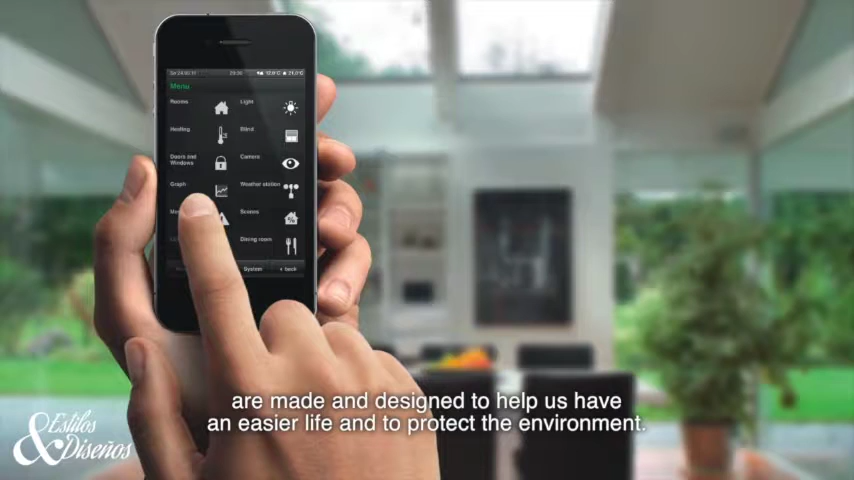 Menu
Rooms
Light
Heating
Blind
Doors and
Windows
Camera
Graph
Weather station
Scenes
Dining room
System
< back
are made and designed to help us have
an easier life and to protect the environment.
Estilos
&Diseños